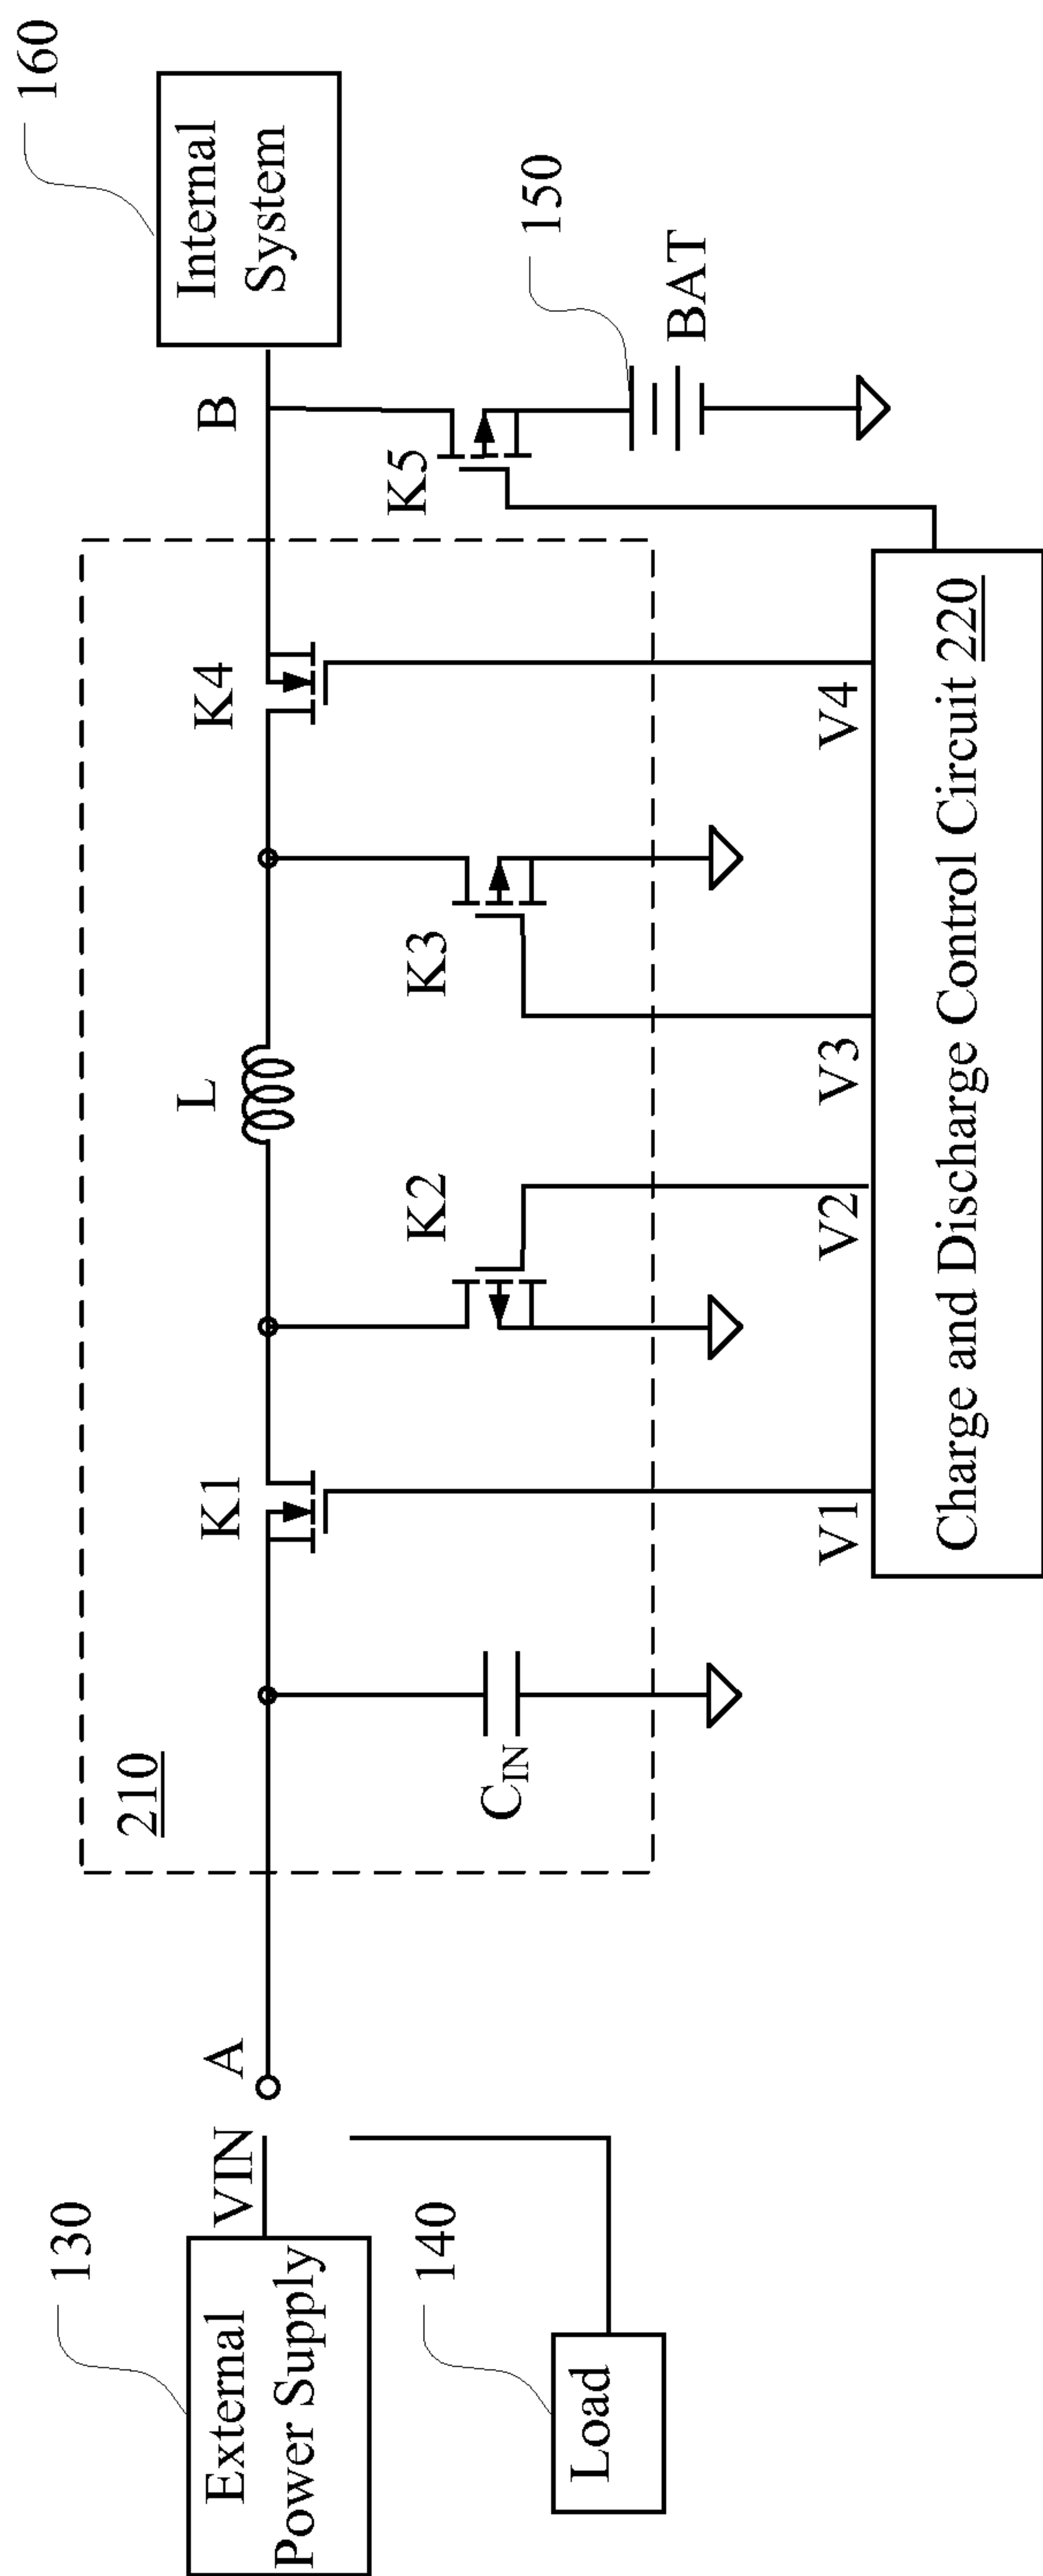 130
External
Power Supply
VIN
A
140
Load
210
C_IN
K1
K2
L
K3
K4
B
K5
160
Internal
System
150
BAT
V1
V2
V3
V4
Charge and Discharge Control Circuit 220